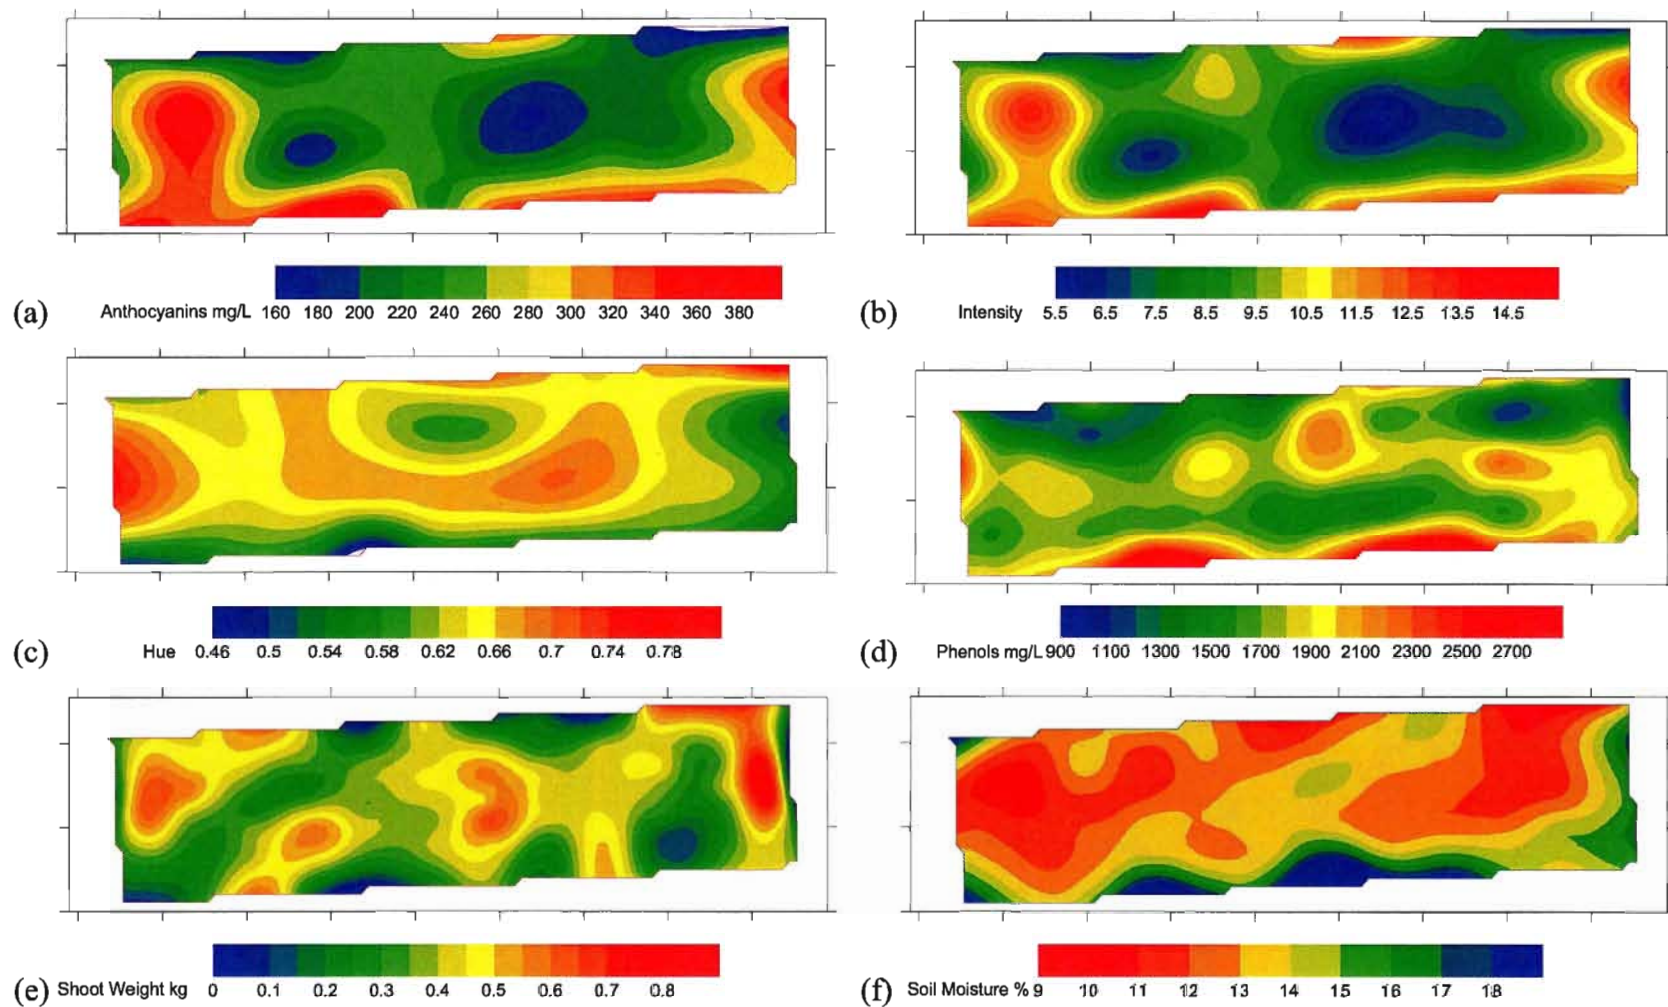 (a) Anthocyanins mg/L 160 180 200 220 240 260 280 300 320 340 360 380
(b) Intensity 5.5 6.5 7.5 8.5 9.5 10.5 11.5 12.5 13.5 14.5
(c) Hue 0.46 0.5 0.54 0.58 0.62 0.66 0.7 0.74 0.78
(d) Phenols mg/L 900 1100 1300 1500 1700 1900 2100 2300 2500 2700
(e) Shoot Weight kg 0 0.1 0.2 0.3 0.4 0.5 0.6 0.7 0.8
(f) Soil Moisture % 9 10 11 12 13 14 15 16 17 18